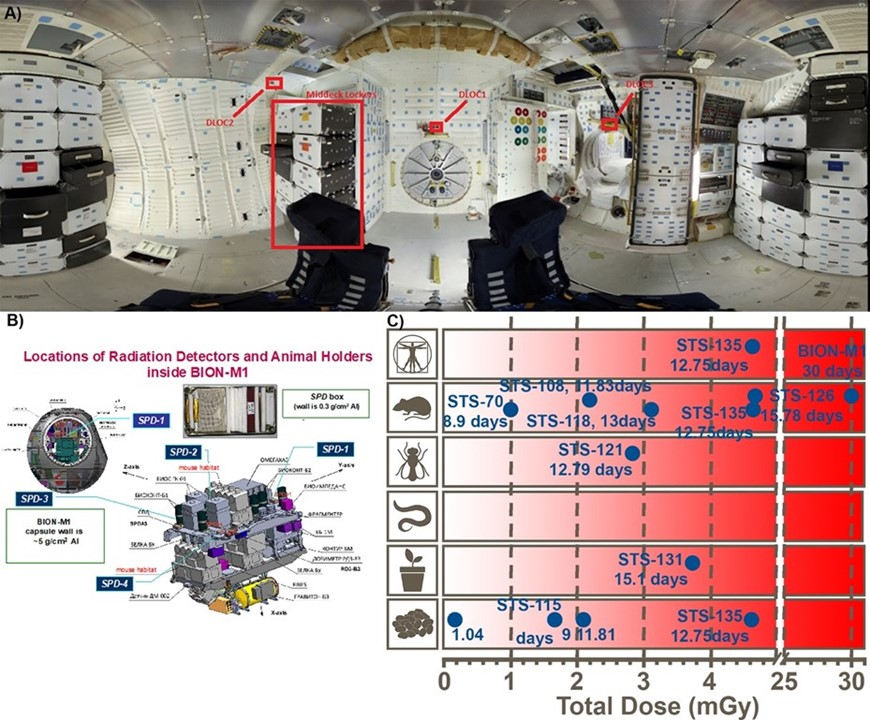 A)
Middeck Lockers
DLOC1
DLOC3
DLOC2
B)
Locations of Radiation Detectors and Animal Holders
inside BION-M1
SPD box
(wall is 0.3 g/cm² Al)
SPD-1
SPD-2
mouse habitat
SPD-1
Z-axis
Y-axis
SPD-3
BION-M1
capsule wall is
~5 g/cm² Al
mouse habitat
SPD-4
X-axis
C)
STS-135
12.75days
BION-M1
30 days
STS-108, 11.83days
STS-70
8.9 days
STS-118, 13days
STS-135
12.75days
STS-126
15.78 days
STS-121
12.79 days
STS-131
15.1 days
STS-115
1.04
days 9 11.81
STS-135
12.75days
0 1 2 3 4 25 30
Total Dose (mGy)